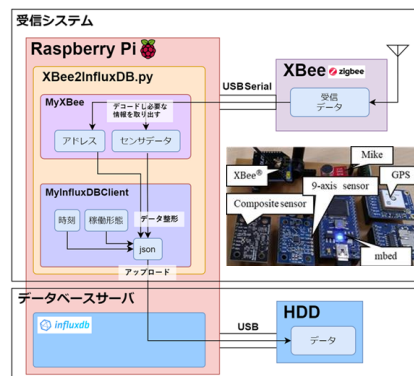 受信システム
Raspberry Pi
XBee2InfluxDB.py
MyXBee
デコードし必要な
情報を取り出す
アドレス
センサデータ
USBSerial
XBee zigbee
受信
データ
MyInfluxDBClient
時刻
稼働形態
データ整形
json
アップロード
XBee®
Mike
GPS
9-axis sensor
Composite sensor
mbed
データベースサーバ
influxdb
USB
HDD
データ